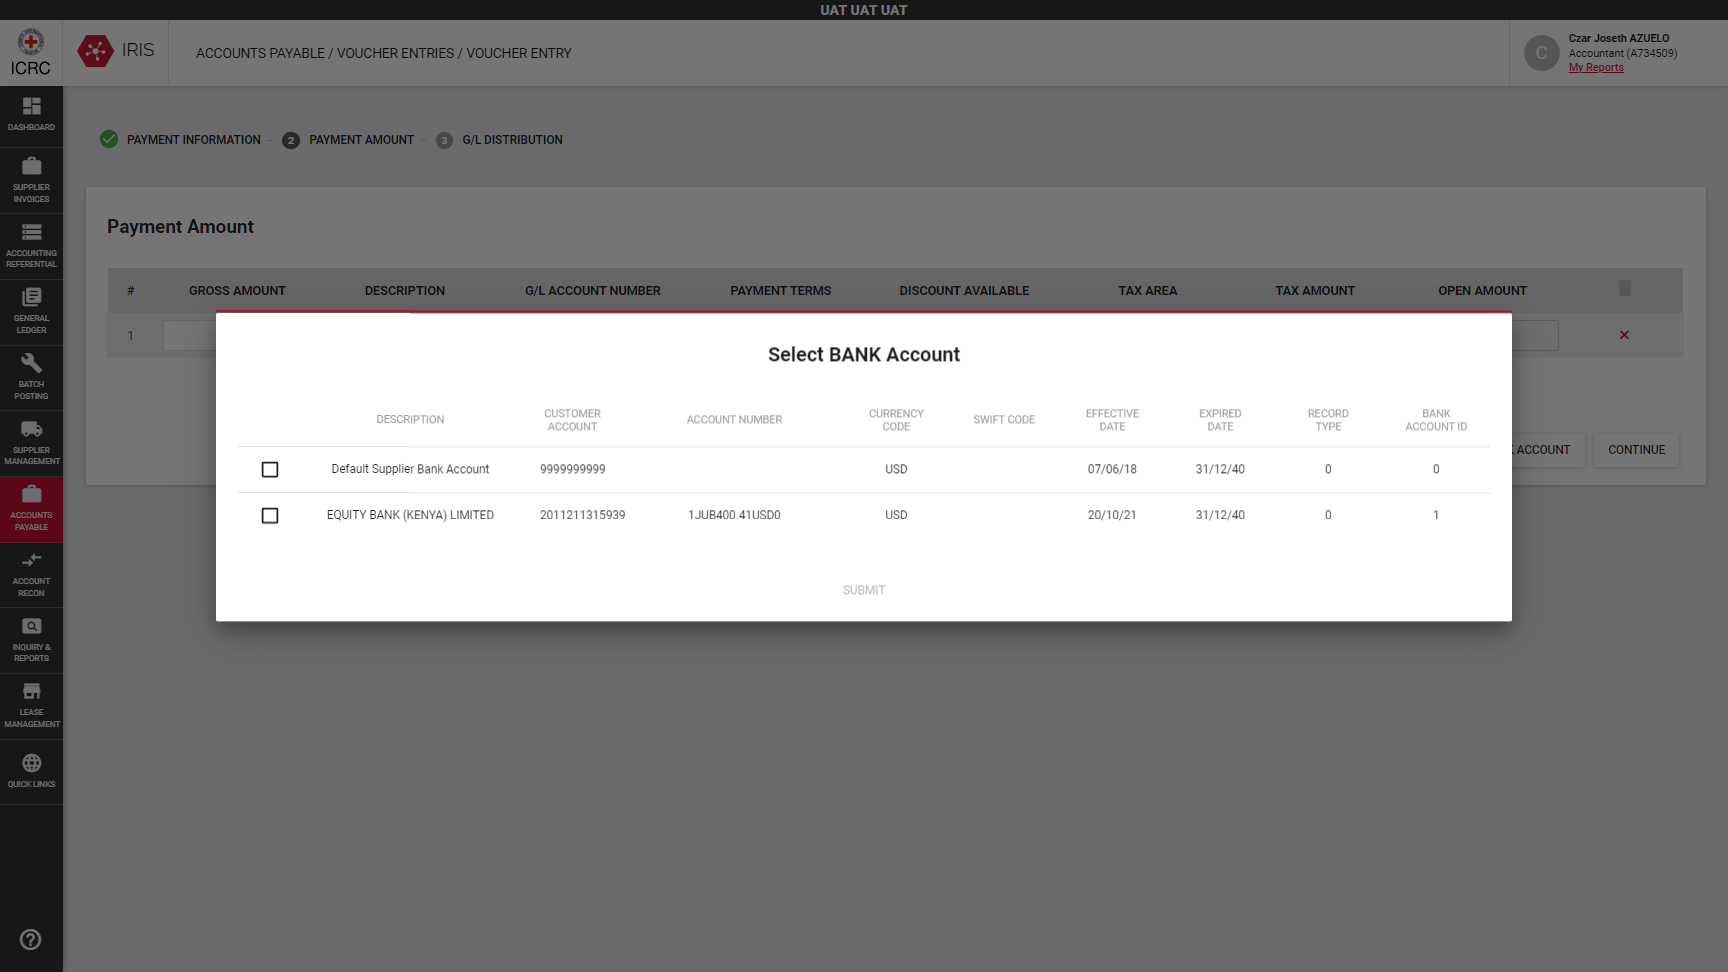 UAT UAT UAT
ICRC
IRIS
ACCOUNTS PAYABLE / VOUCHER ENTRIES / VOUCHER ENTRY
C
Czar Joseth AZUELO
Accountant (A734509)
My Reports
DASHBOARD
SUPPLIER
INVOICES
ACCOUNTING
REFERENTIAL
GENERAL
LEDGER
BATCH
POSTING
SUPPLIER
MANAGEMENT
ACCOUNTS
PAYABLE
ACCOUNT
RECON
INQUIRY &
REPORTS
LEASE
MANAGEMENT
QUICK LINKS
PAYMENT INFORMATION - 2 PAYMENT AMOUNT - 3 G/L DISTRIBUTION
Payment Amount
# GROSS AMOUNT DESCRIPTION G/L ACCOUNT NUMBER PAYMENT TERMS DISCOUNT AVAILABLE TAX AREA TAX AMOUNT OPEN AMOUNT
1
ACCOUNT CONTINUE
Select BANK Account
DESCRIPTION CUSTOMER ACCOUNT ACCOUNT NUMBER CURRENCY CODE SWIFT CODE EFFECTIVE DATE EXPIRED DATE RECORD TYPE BANK ACCOUNT ID
Default Supplier Bank Account 9999999999 USD 07/06/18 31/12/40 0 0
EQUITY BANK (KENYA) LIMITED 2011211315939 1JUB400.41USD0 USD 20/10/21 31/12/40 0 1
SUBMIT